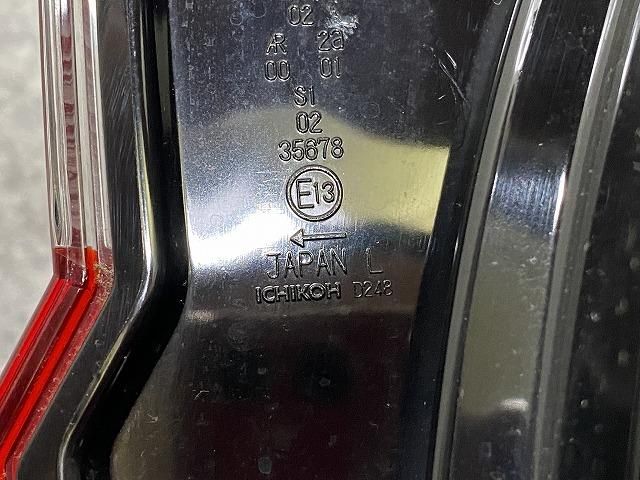 02
AR 2a
00 01
S1
02
35678
E13
JAPAN L
ICHIKOH D248